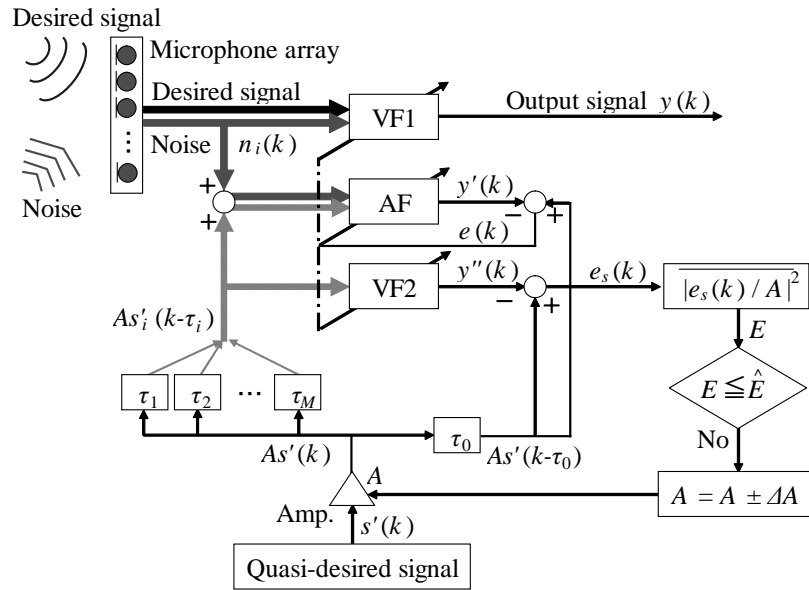 Desired signal
Microphone array
Desired signal
Noise
n_i(k)
Noise
VF1
Output signal y(k)
+
+
AF
y'(k)
−
+
e(k)
VF2
y''(k)
−
+
e_s(k)
|e_s(k)/A|^2
E
E ≦ Ê
No
A = A ± ΔA
As'_i(k-τ_i)
τ_1
τ_2
···
τ_M
τ_0
As'(k)
As'(k-τ_0)
A
Amp.
s'(k)
Quasi-desired signal